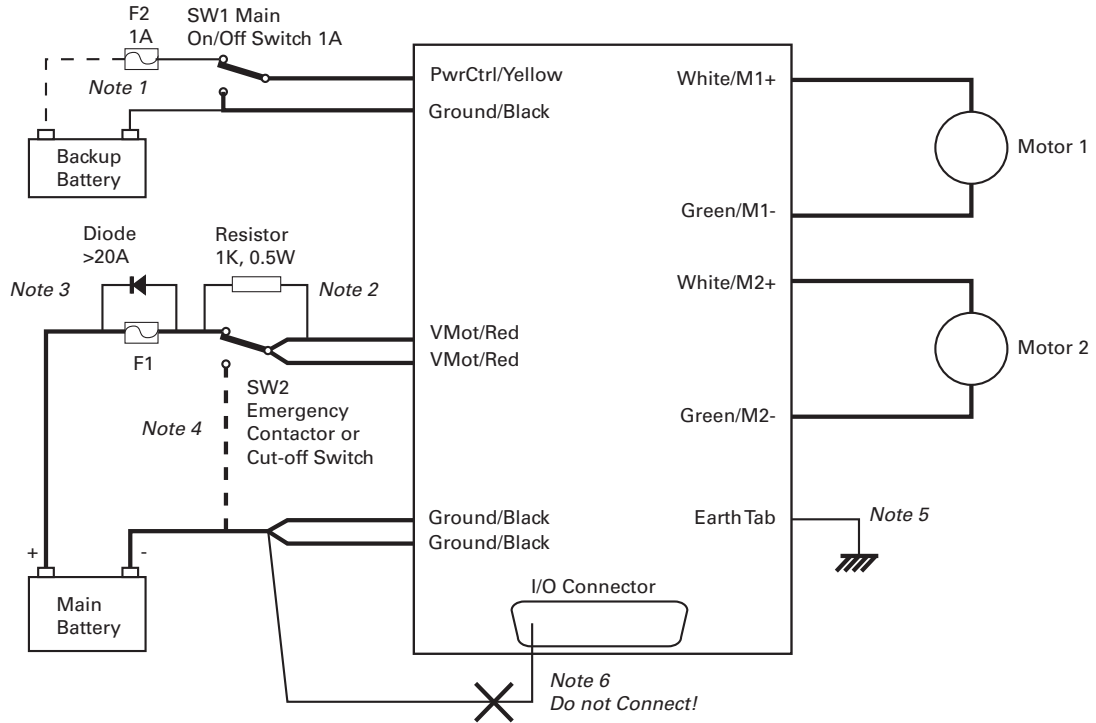 F2
1A
SW1 Main
On/Off Switch 1A
Note 1
Backup
Battery
PwrCtrl/Yellow
Ground/Black
White/M1+
Motor 1
Green/M1-
Diode
>20A
Resistor
1K, 0.5W
Note 3
Note 2
F1
VMot/Red
VMot/Red
White/M2+
Motor 2
Green/M2-
SW2
Emergency
Contactor or
Cut-off Switch
Note 4
Ground/Black
Ground/Black
Earth Tab
Note 5
+
-
Main
Battery
I/O Connector
Note 6
Do not Connect!